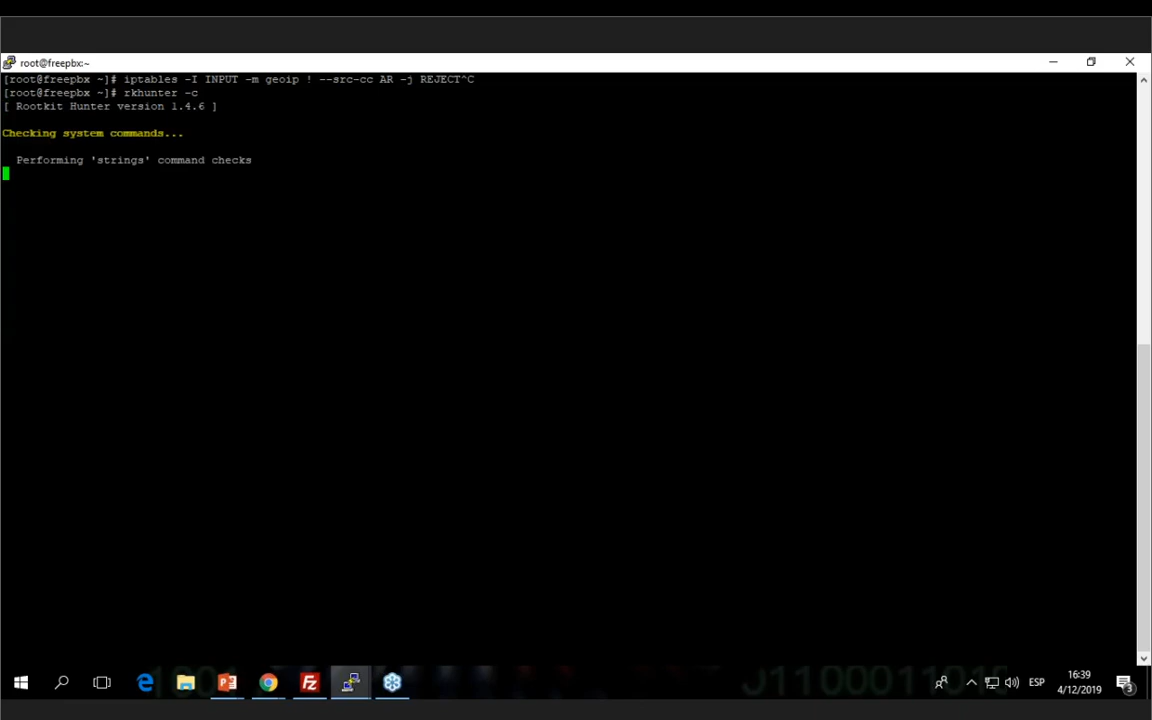 root@freepbx:~
[root@freepbx ~]# iptables -I INPUT -m geoip ! --src-cc AR -j REJECT^C
[root@freepbx ~]# rkhunter -c
[ Rootkit Hunter version 1.4.6 ]
Checking system commands...
Performing 'strings' command checks
ESP
16:39
4/12/2019
3